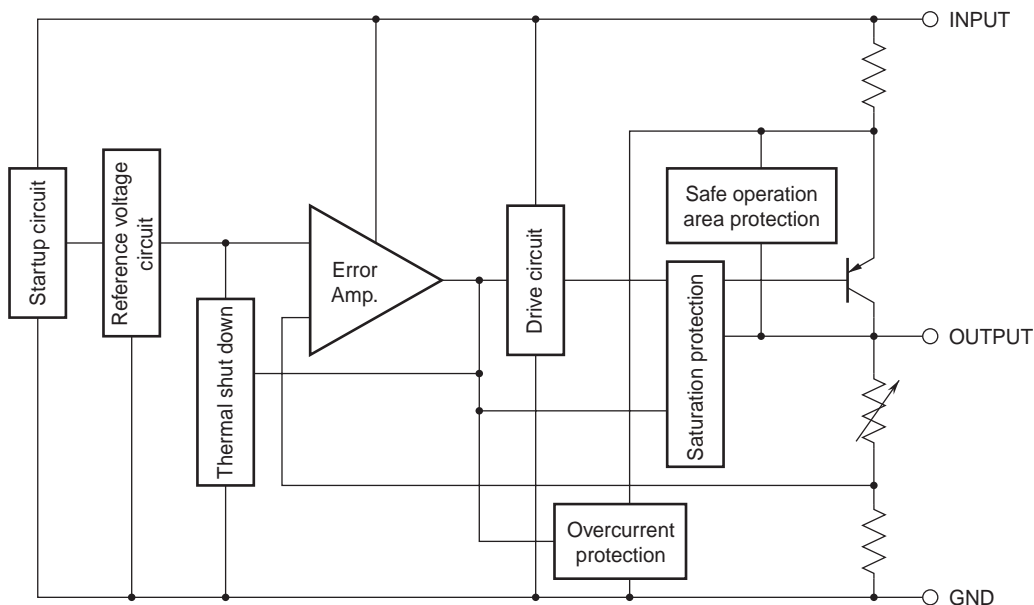 INPUT
Safe operation
area protection
Startup circuit
Reference voltage
circuit
Error
Amp.
Drive circuit
Thermal shut down
Saturation protection
OUTPUT
Overcurrent
protection
GND